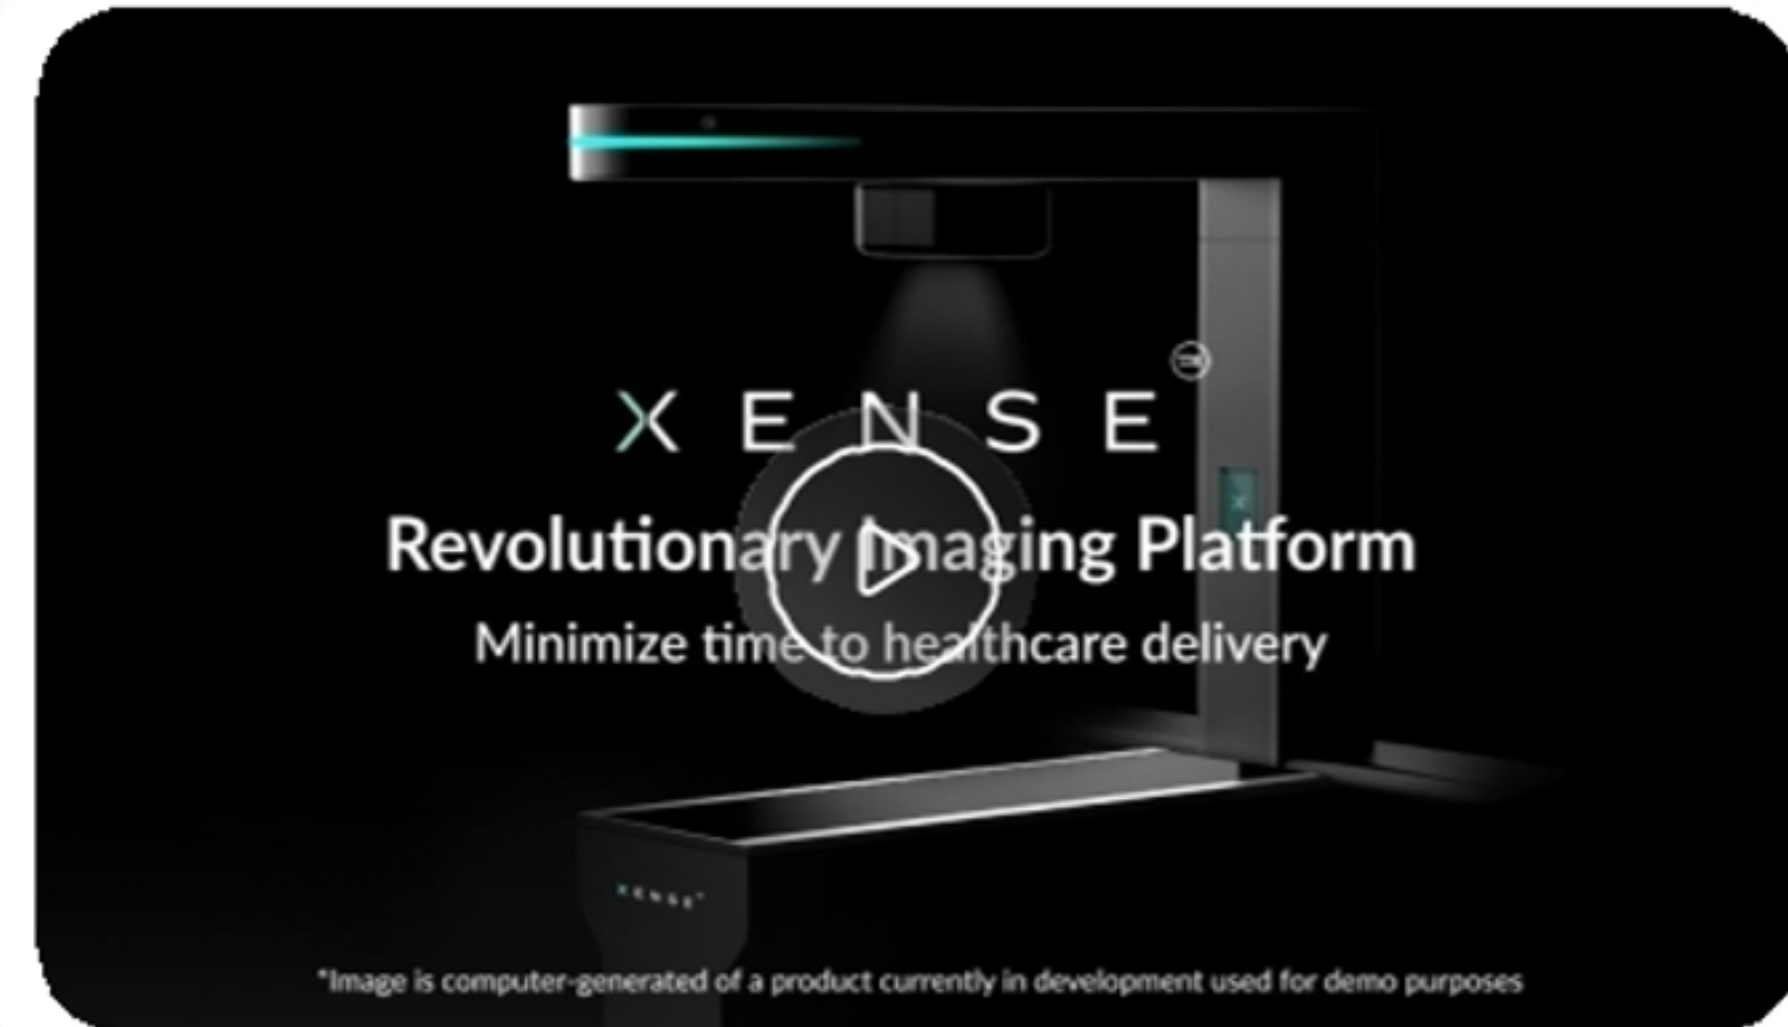 X E N S E
Revolutionary Imaging Platform
Minimize time to healthcare delivery
XENSE™
*Image is computer-generated of a product currently in development used for demo purposes